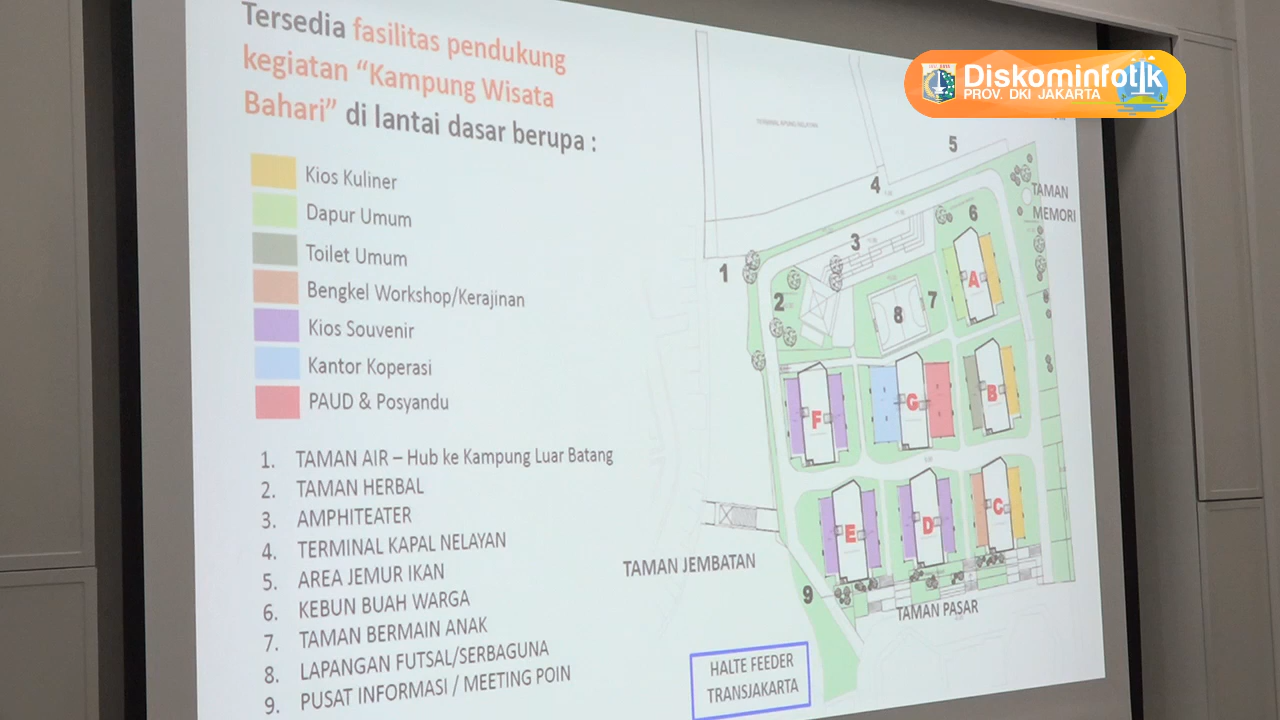 Tersedia fasilitas pendukung
kegiatan “Kampung Wisata
Bahari” di lantai dasar berupa :
Kios Kuliner
Dapur Umum
Toilet Umum
Bengkel Workshop/Kerajinan
Kios Souvenir
Kantor Koperasi
PAUD & Posyandu
1. TAMAN AIR – Hub ke Kampung Luar Batang
2. TAMAN HERBAL
3. AMPHITEATER
4. TERMINAL KAPAL NELAYAN
5. AREA JEMUR IKAN
6. KEBUN BUAH WARGA
7. TAMAN BERMAIN ANAK
8. LAPANGAN FUTSAL/SERBAGUNA
9. PUSAT INFORMASI / MEETING POIN
Diskominfotik
PROV. DKI JAKARTA
5
4
TAMAN
MEMORI
6
3
1
2
7
8
A
F
G
B
E
D
C
TAMAN JEMBATAN
9
TAMAN PASAR
HALTE FEEDER
TRANSJAKARTA